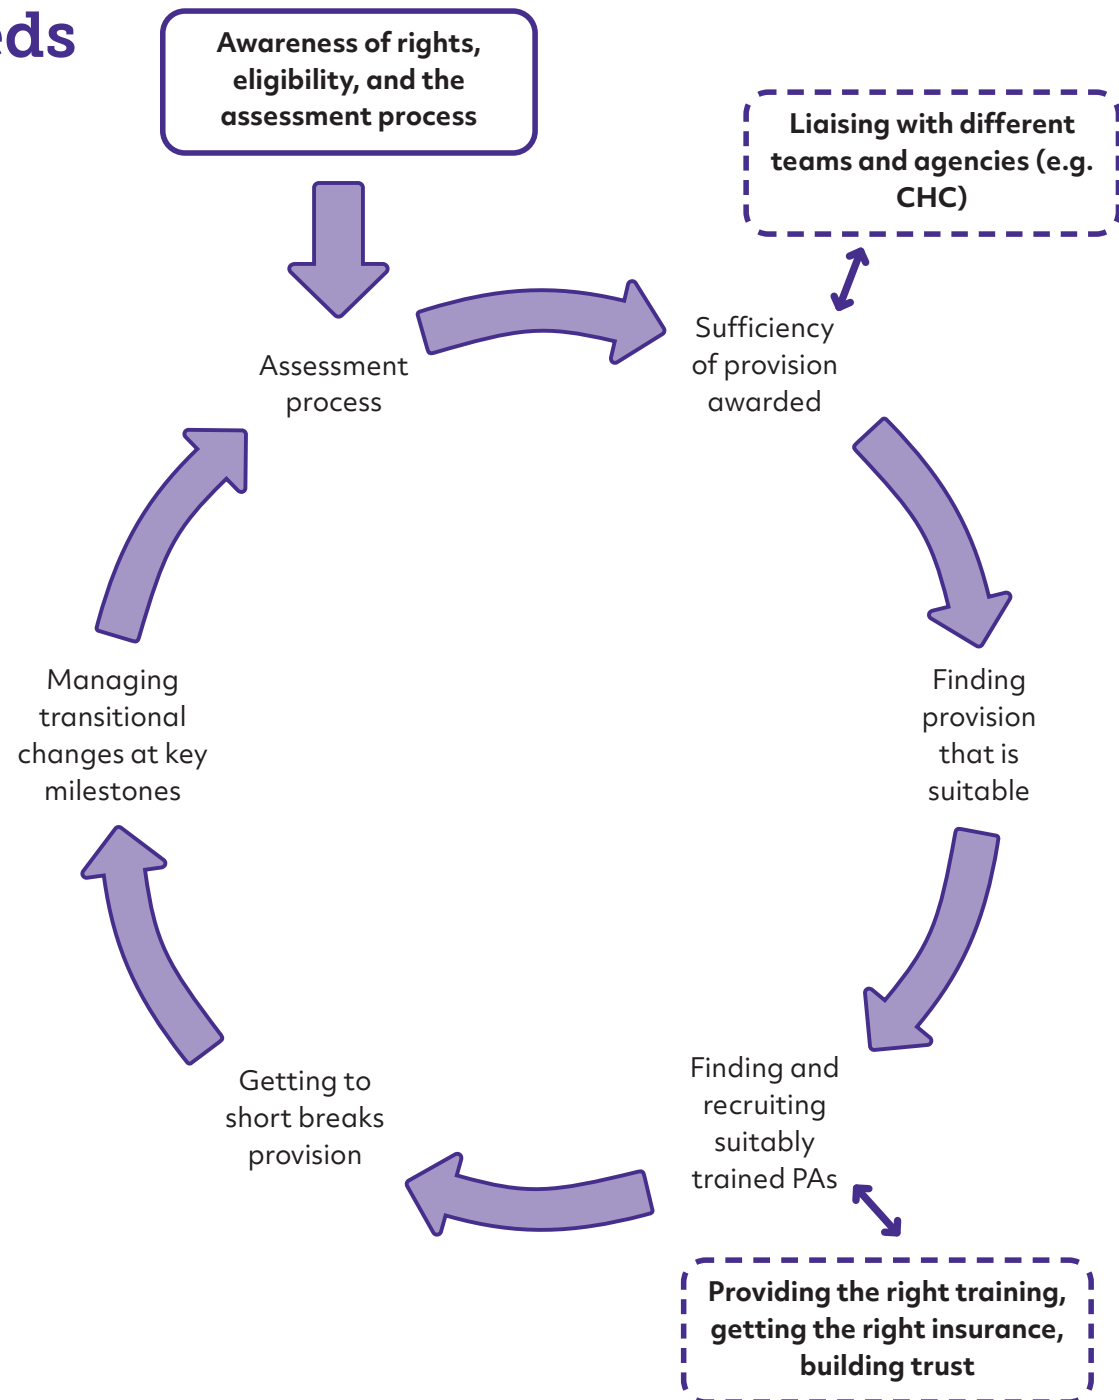 eds
Awareness of rights,
eligibility, and the
assessment process
Liaising with different
teams and agencies (e.g.
CHC)
Assessment
process
Sufficiency
of provision
awarded
Finding
provision
that is
suitable
Finding and
recruiting
suitably
trained PAs
Providing the right training,
getting the right insurance,
building trust
Getting to
short breaks
provision
Managing
transitional
changes at key
milestones